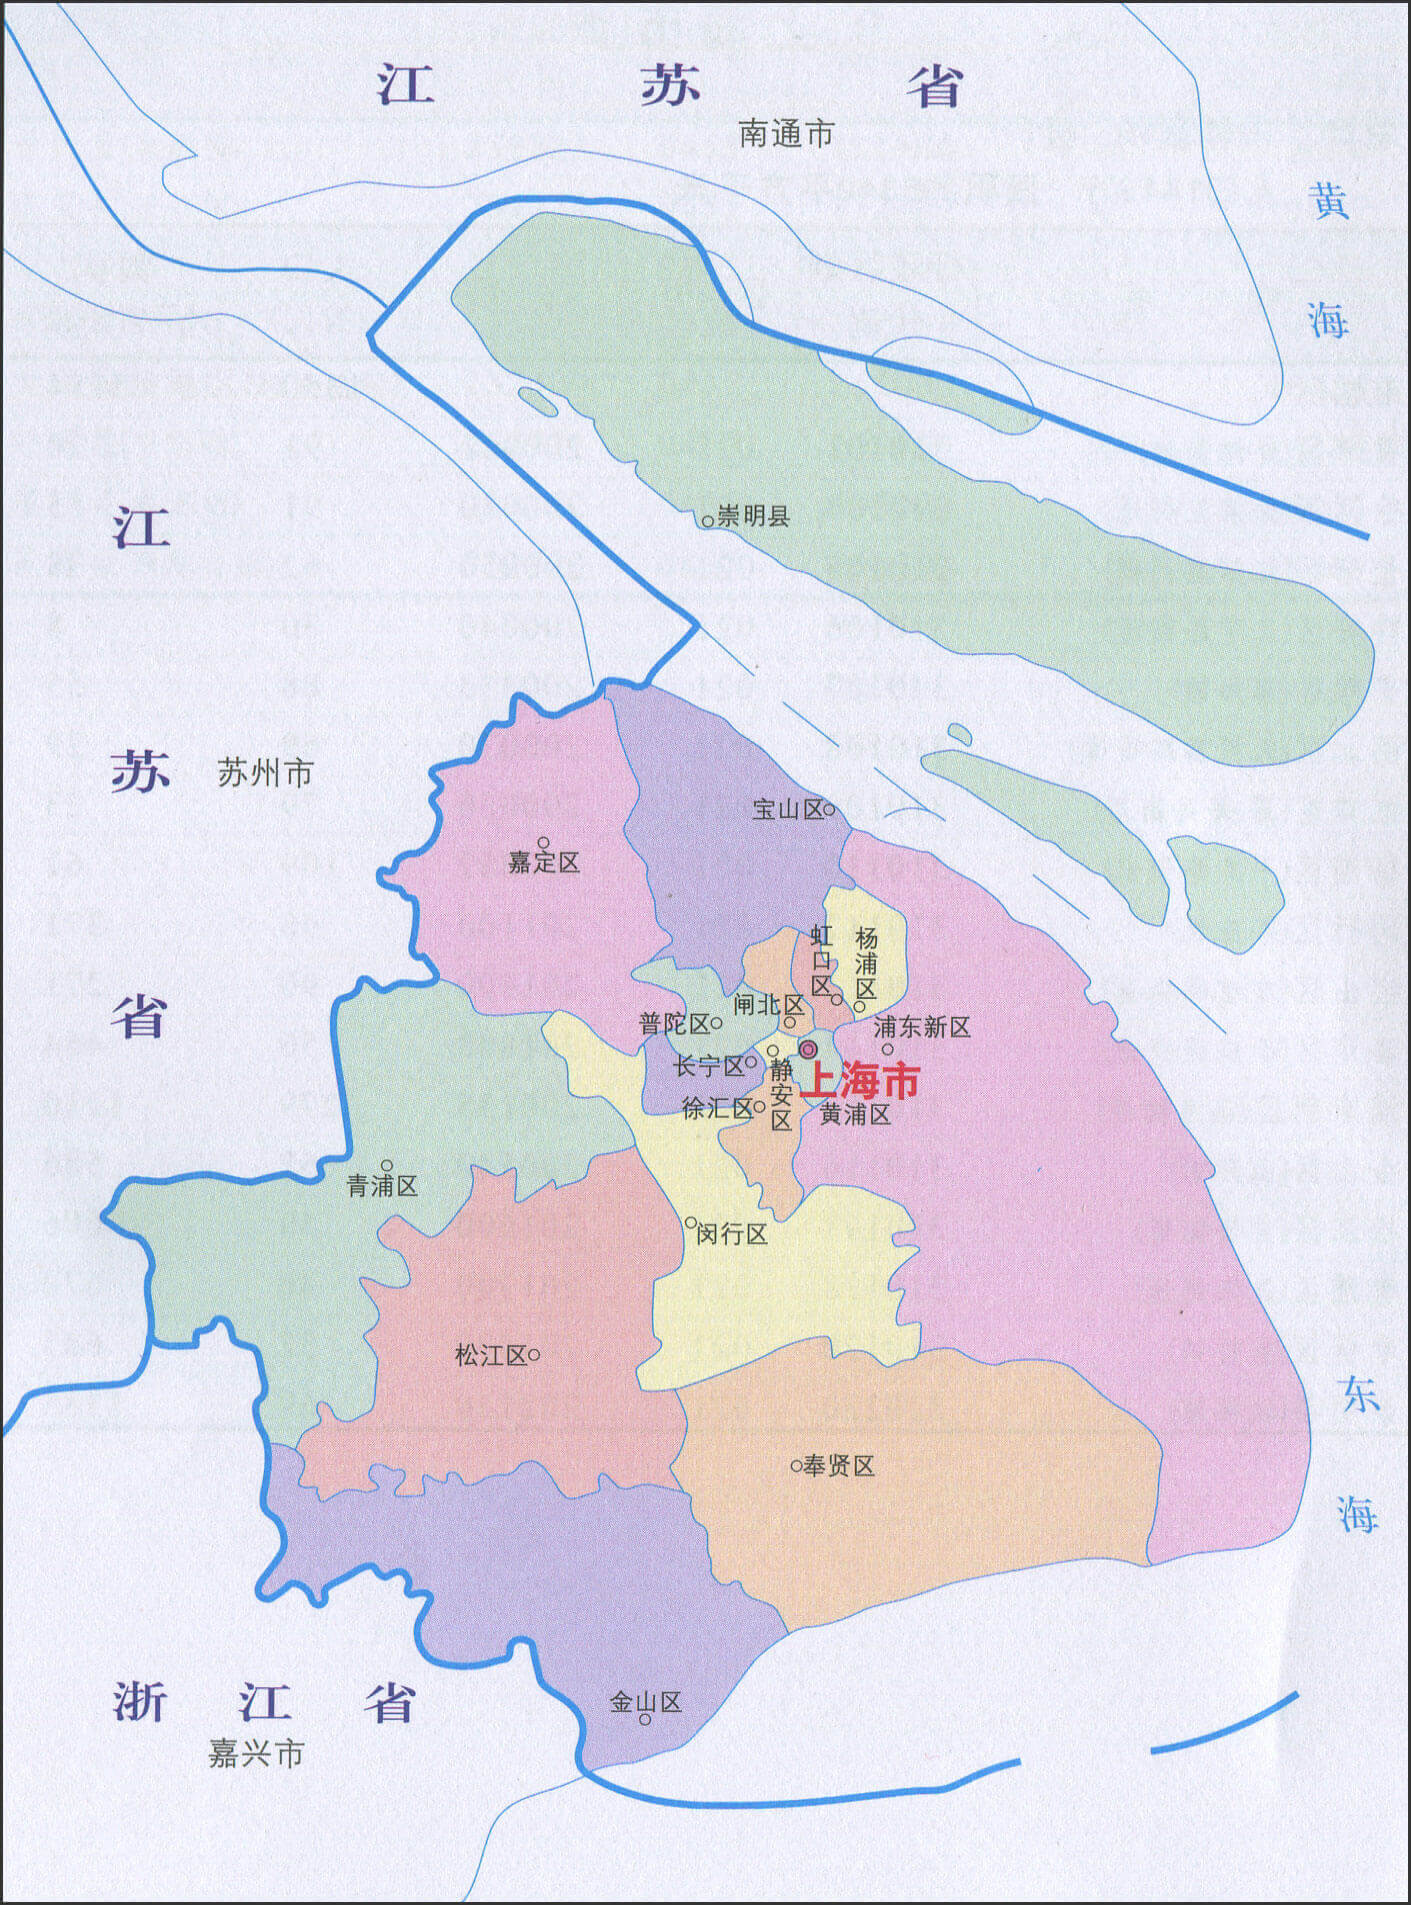 江苏省
南通市
黄海
崇明县
江苏省
苏州市
宝山区
嘉定区
虹口区
杨浦区
闸北区
普陀区
浦东新区
长宁区
静安区
上海市
徐汇区
黄浦区
青浦区
闵行区
松江区
东海
奉贤区
浙江省
金山区
嘉兴市